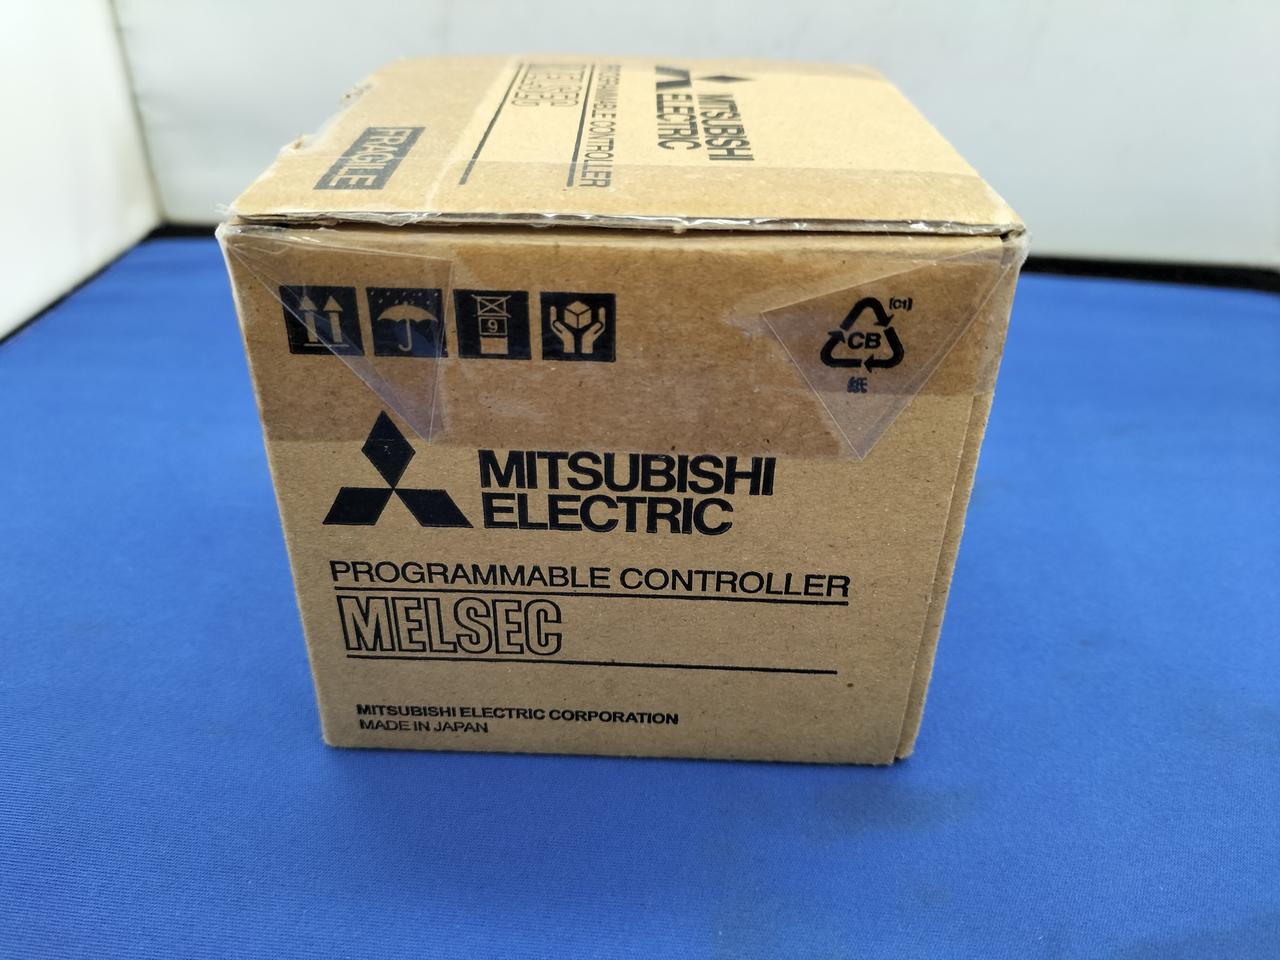 FRAGILE
MELSEC
PROGRAMMABLE CONTROLLER
MITSUBISHI
ELECTRIC
9
[C1]
CB
紙
MITSUBISHI
ELECTRIC
PROGRAMMABLE CONTROLLER
MELSEC
MITSUBISHI ELECTRIC CORPORATION
MADE IN JAPAN